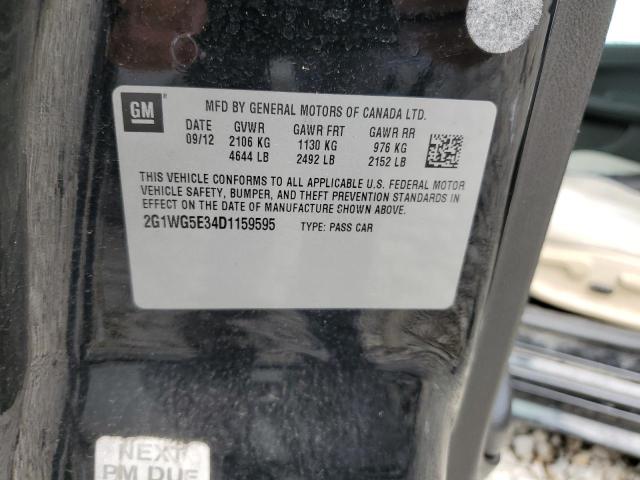 GM®
MFD BY GENERAL MOTORS OF CANADA LTD.
DATE GVWR GAWR FRT GAWR RR
09/12 2106 KG 1130 KG 976 KG
4644 LB 2492 LB 2152 LB
THIS VEHICLE CONFORMS TO ALL APPLICABLE U.S. FEDERAL MOTOR
VEHICLE SAFETY, BUMPER, AND THEFT PREVENTION STANDARDS IN
EFFECT ON THE DATE OF MANUFACTURE SHOWN ABOVE.
2G1WG5E34D1159595 TYPE: PASS CAR
NEXT
PM DUE